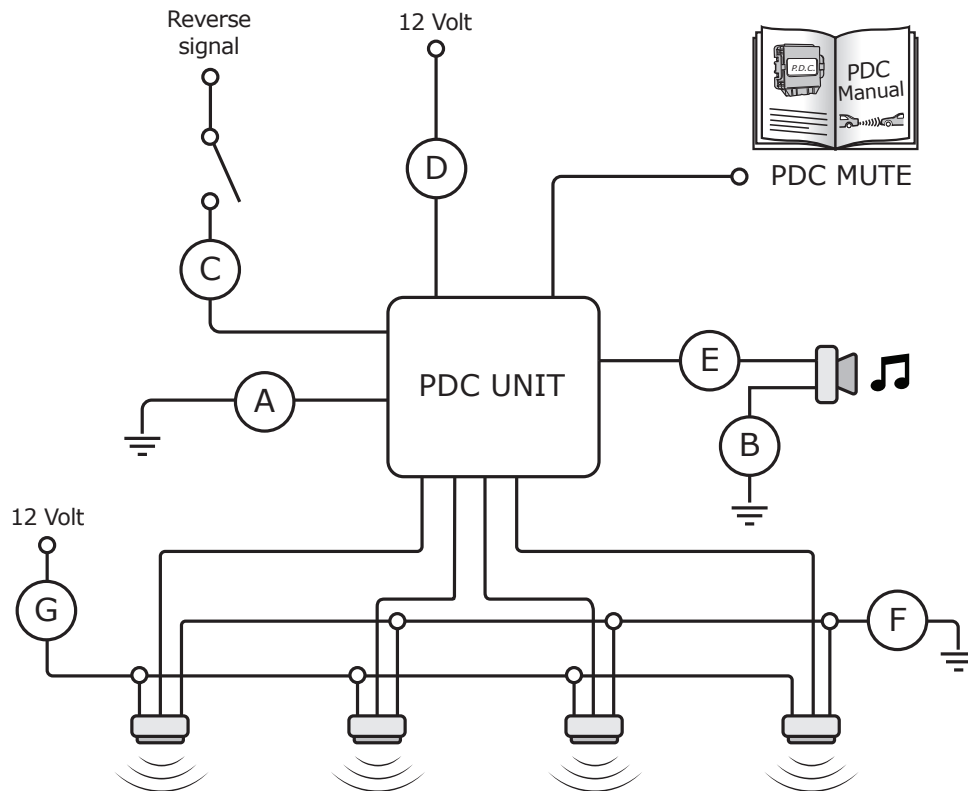 Reverse
signal
12 Volt
P.D.C.
PDC
Manual
D
PDC MUTE
C
PDC UNIT
E
A
B
12 Volt
G
F